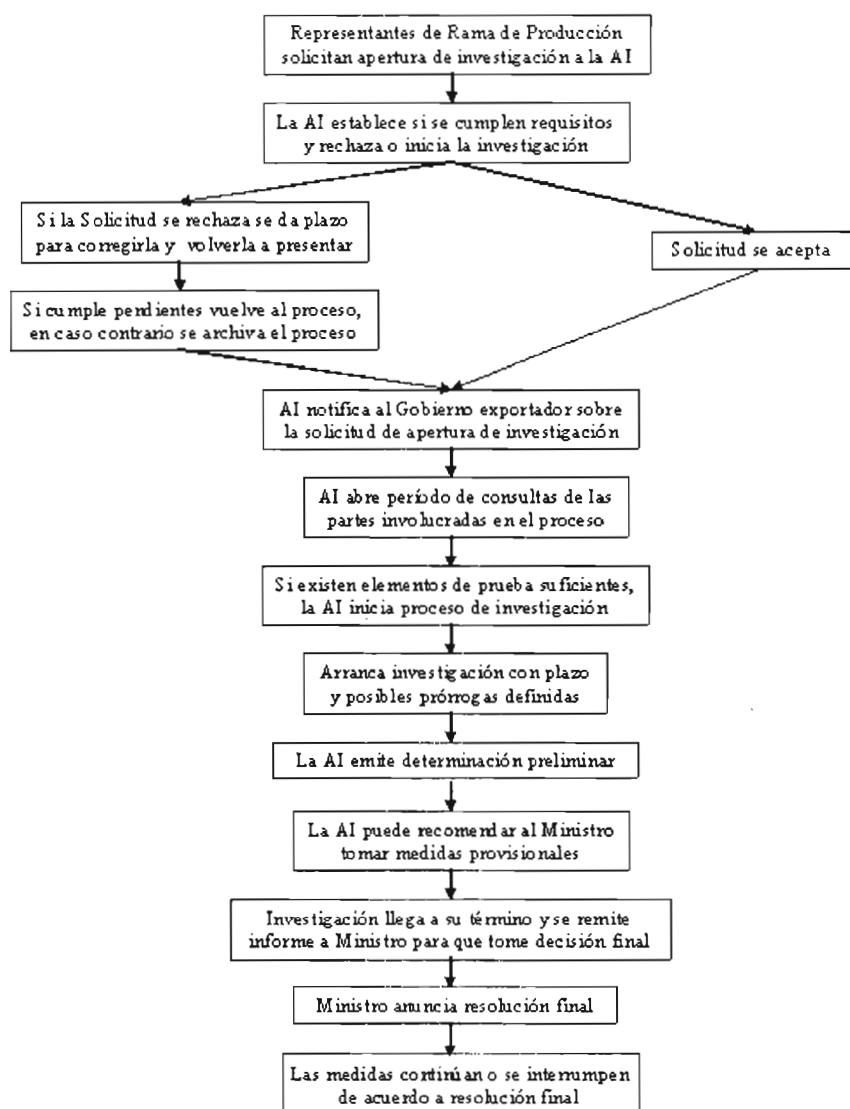 Representantes de Rama de Producción
solicitan apertura de investigación a la AI
La AI establece si se cumplen requisitos
y rechaza o inicia la investigación
Si la Solicitud se rechaza se da plazo
para corregirla y volverla a presentar
Solicitud se acepta
Si cumple pendientes vuelve al proceso,
en caso contrario se archiva el proceso
AI notifica al Gobierno exportador sobre
la solicitud de apertura de investigación
AI abre período de consultas de las
partes involucradas en el proceso
Si existen elementos de prueba suficientes,
la AI inicia proceso de investigación
Arranca investigación con plazo
y posibles prórrogas definidas
La AI emite determinación preliminar
La AI puede recomendar al Ministro
tomar medidas provisionales
Investigación llega a su término y se remite
informe a Ministro para que tome decisión final
Ministro anuncia resolución final
Las medidas continúan o se interrumpen
de acuerdo a resolución final